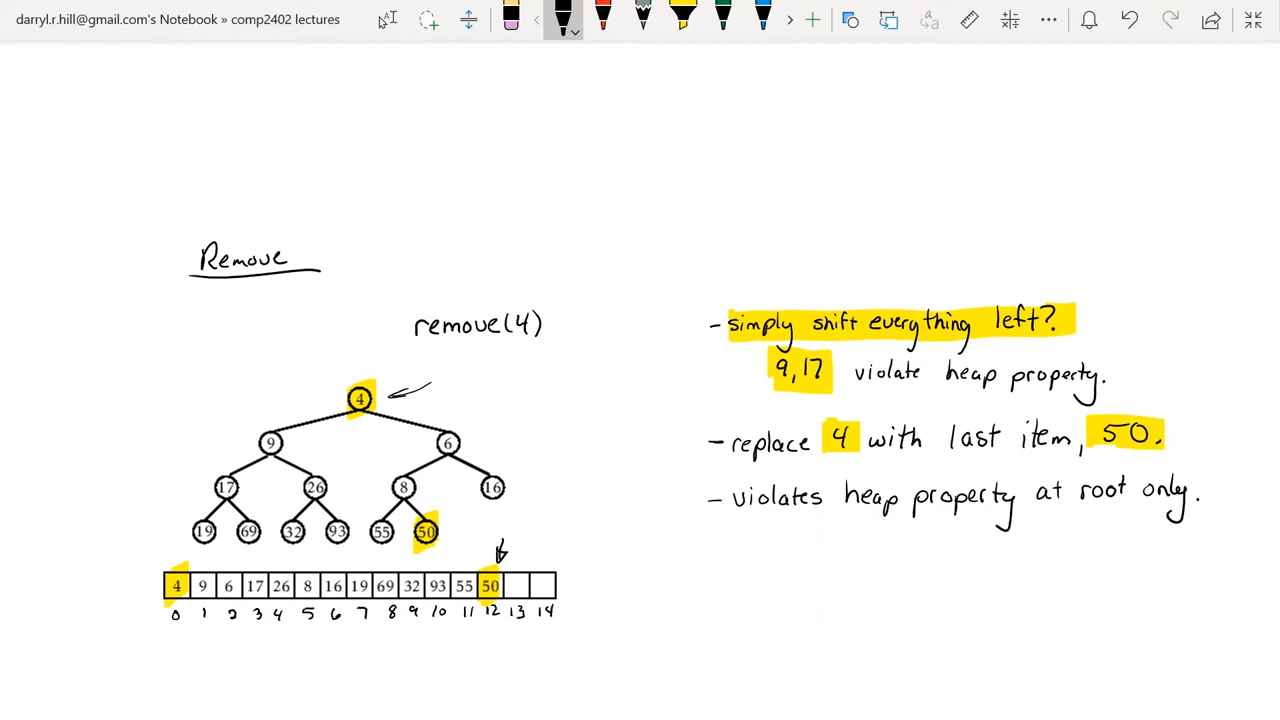 darryl.r.hill@gmail.com's Notebook » comp2402 lectures
Remove
remove(4)
- simply shift everything left?
9,17 violate heap property.
- replace 4 with last item, 50.
- violates heap property at root only.
4
9 6
17 26 8 16
19 69 32 93 55 50
4 9 6 17 26 8 16 19 69 32 93 55 50
0 1 2 3 4 5 6 7 8 9 10 11 12 13 14